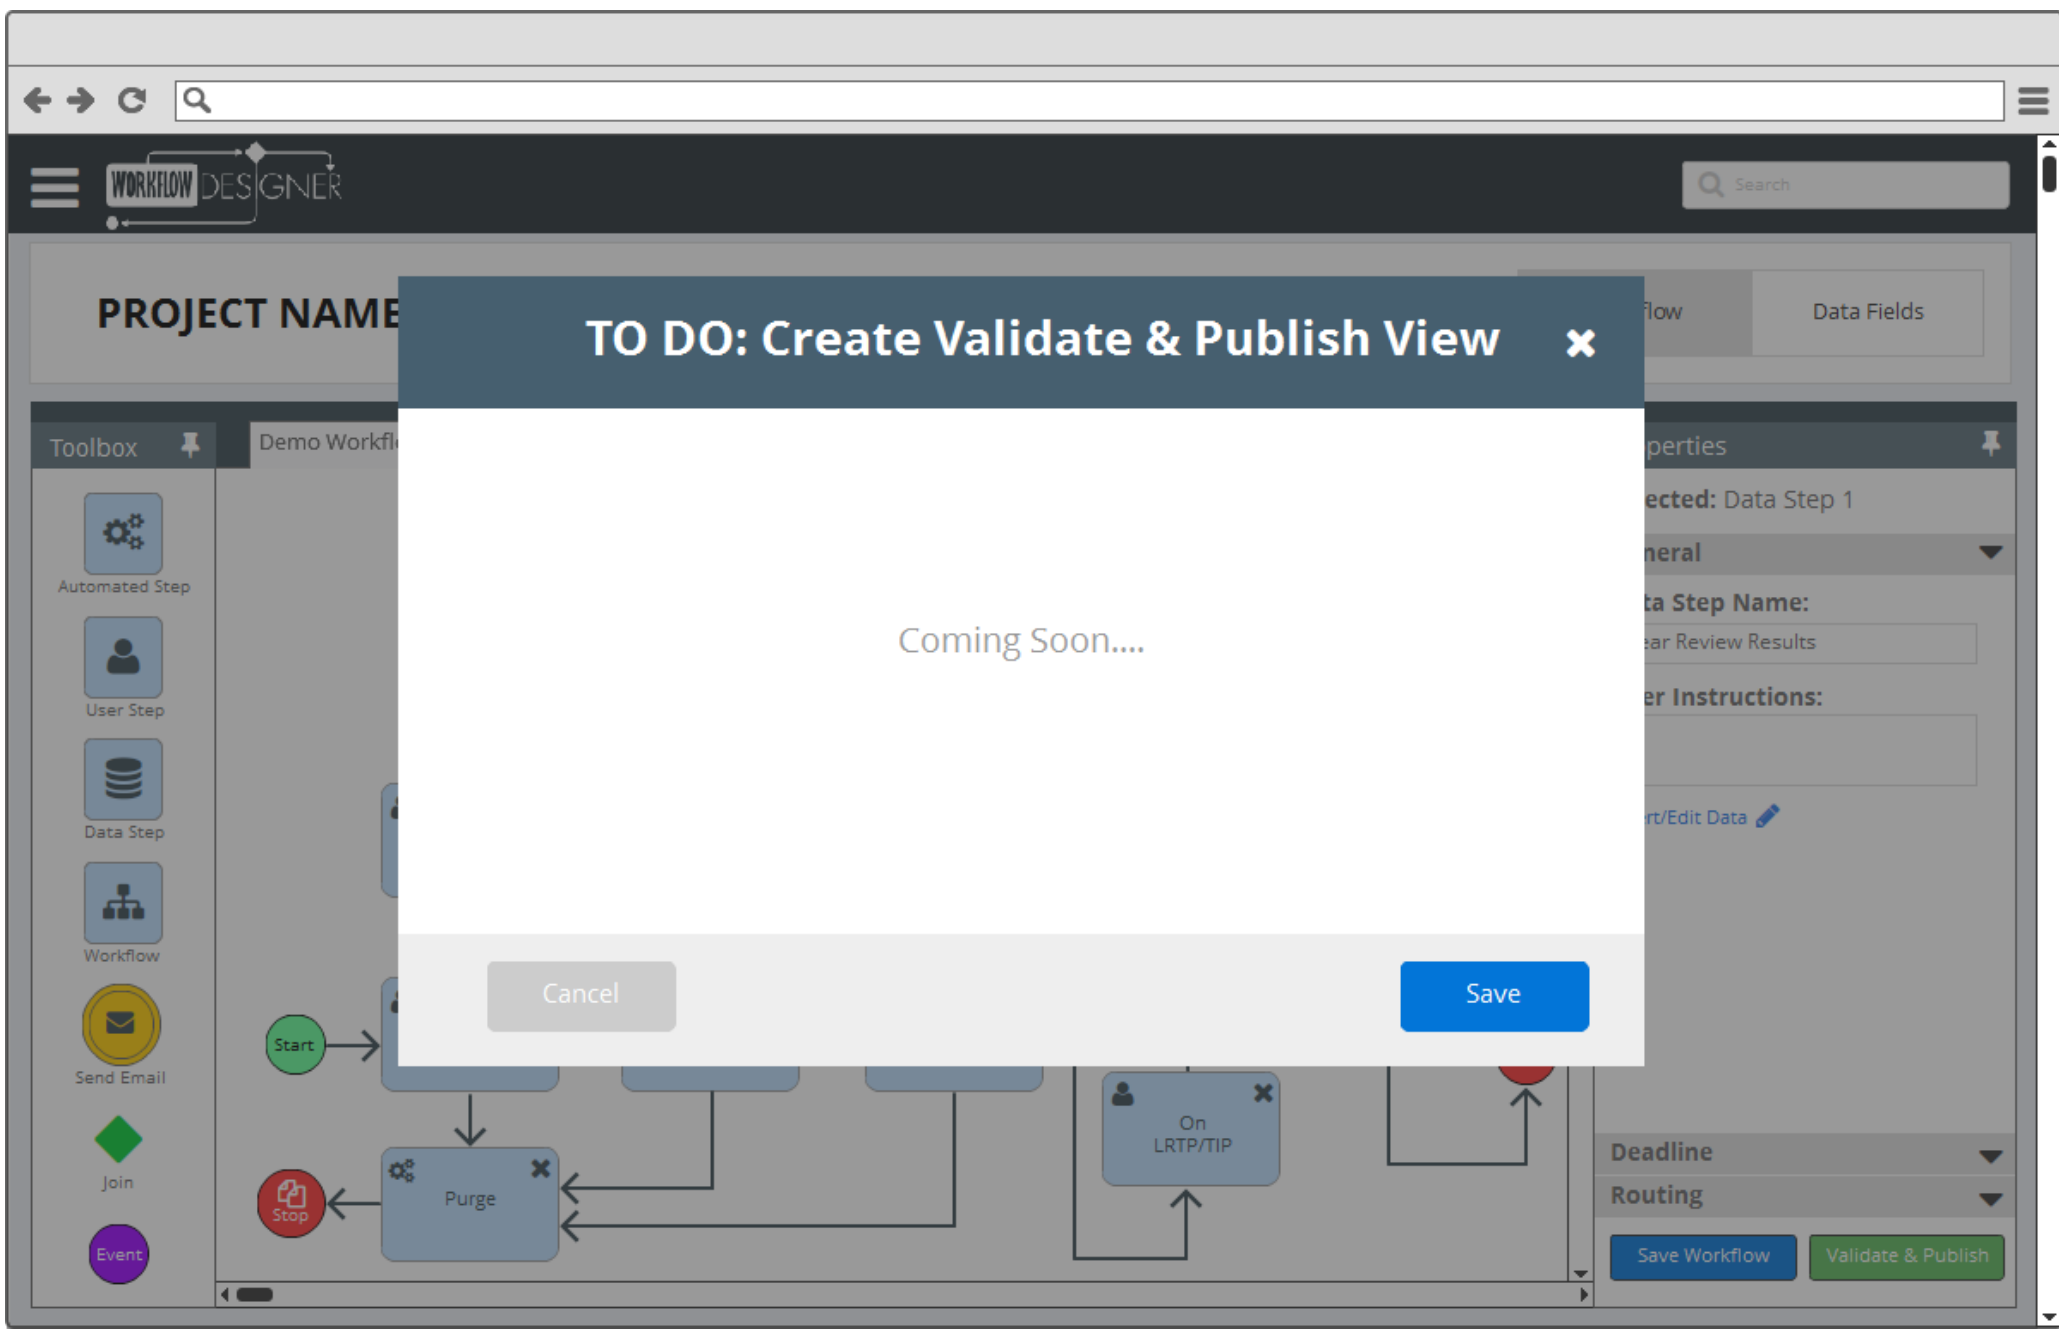 WORKFLOW DESIGNER
Search
PROJECT NAME
TO DO: Create Validate & Publish View
flow
Data Fields
Toolbox
Demo Workfl
perties
ected: Data Step 1
neral
ta Step Name:
ear Review Results
er Instructions:
rt/Edit Data
Automated Step
User Step
Data Step
Workflow
Send Email
Join
Event
Coming Soon....
Cancel
Save
Start
Stop
Purge
On
LRTP/TIP
Deadline
Routing
Save Workflow
Validate & Publish